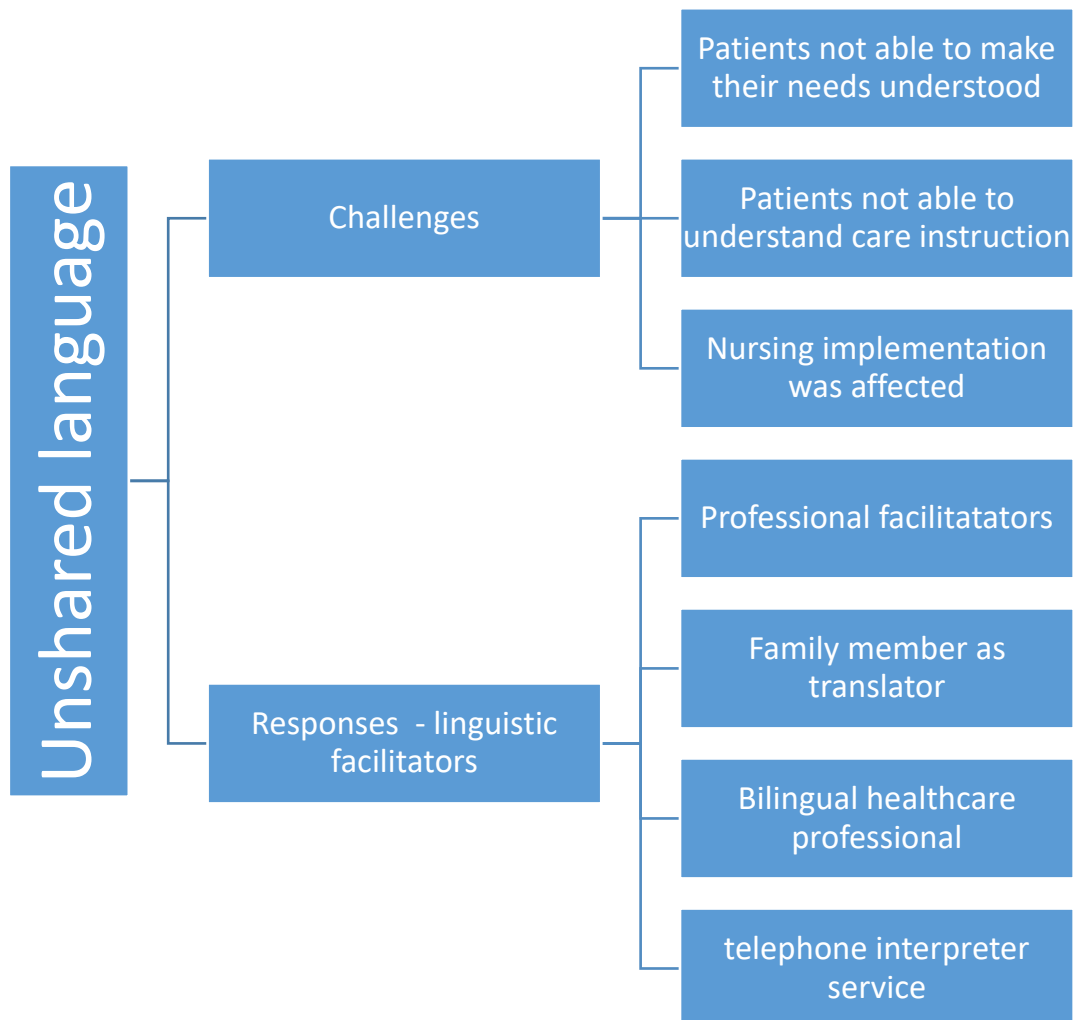 Unshared language
Challenges
Patients not able to make
their needs understood
Patients not able to
understand care instruction
Nursing implementation
was affected
Responses  - linguistic
facilitators
Professional facilitatators
Family member as
translator
Bilingual healthcare
professional
telephone interpreter
service